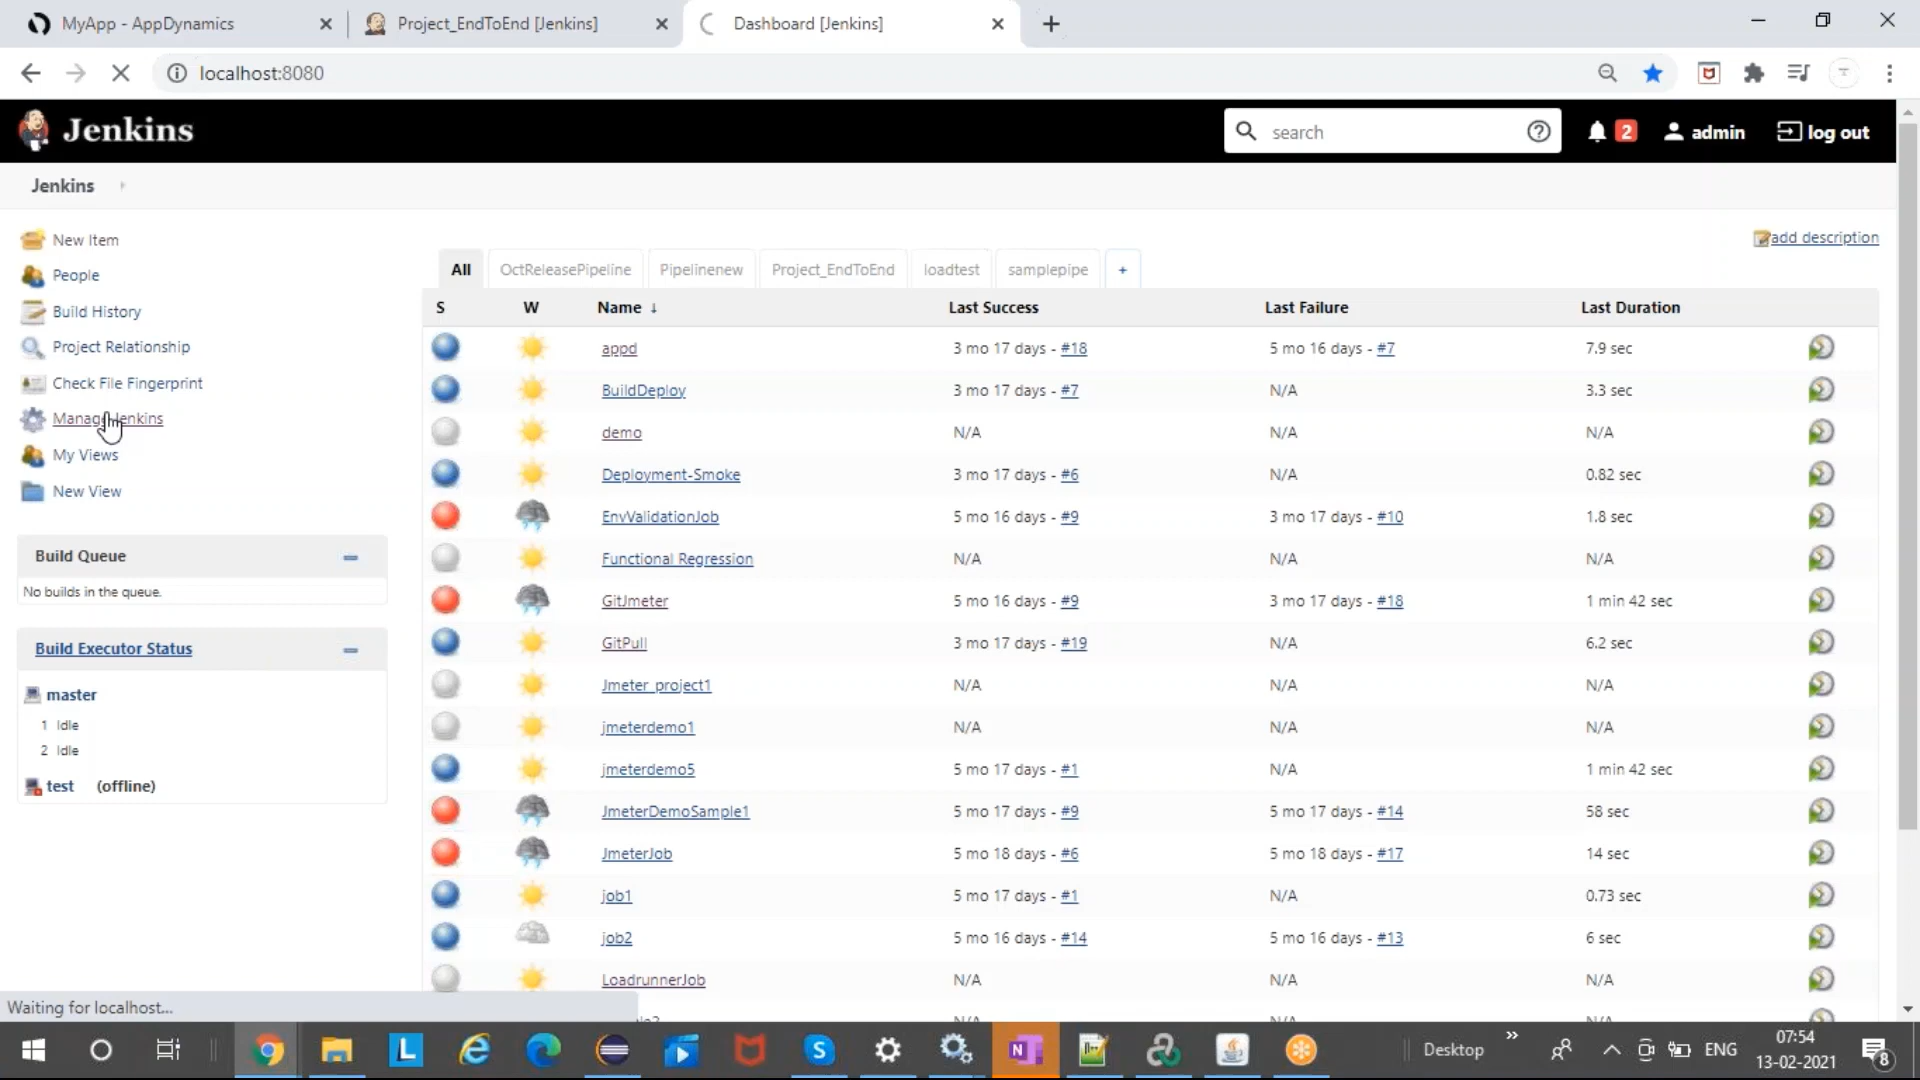 MyApp - AppDynamics
Project_EndToEnd [Jenkins]
Dashboard [Jenkins]
localhost:8080
Jenkins
search
2
admin
log out
Jenkins
New Item
People
Build History
Project Relationship
Check File Fingerprint
Manage Jenkins
My Views
New View
Build Queue
No builds in the queue.
Build Executor Status
master
1 Idle
2 Idle
test (offline)
add description
All OctReleasePipeline Pipelinenew Project_EndToEnd loadtest samplepipe +
S W Name ↓ Last Success Last Failure Last Duration
appd 3 mo 17 days - #18 5 mo 16 days - #7 7.9 sec
BuildDeploy 3 mo 17 days - #7 N/A 3.3 sec
demo N/A N/A N/A
Deployment-Smoke 3 mo 17 days - #6 N/A 0.82 sec
EnvValidationJob 5 mo 16 days - #9 3 mo 17 days - #10 1.8 sec
Functional Regression N/A N/A N/A
GitJmeter 5 mo 16 days - #9 3 mo 17 days - #18 1 min 42 sec
GitPull 3 mo 17 days - #19 N/A 6.2 sec
Jmeter_project1 N/A N/A N/A
jmeterdemo1 N/A N/A N/A
jmeterdemo5 5 mo 17 days - #1 N/A 1 min 42 sec
JmeterDemoSample1 5 mo 17 days - #9 5 mo 17 days - #14 58 sec
JmeterJob 5 mo 18 days - #6 5 mo 18 days - #17 14 sec
job1 5 mo 17 days - #1 N/A 0.73 sec
job2 5 mo 16 days - #14 5 mo 16 days - #13 6 sec
LoadrunnerJob N/A N/A N/A
N/A N/A N/A
Waiting for localhost...
Desktop
ENG
07:54
13-02-2021
8